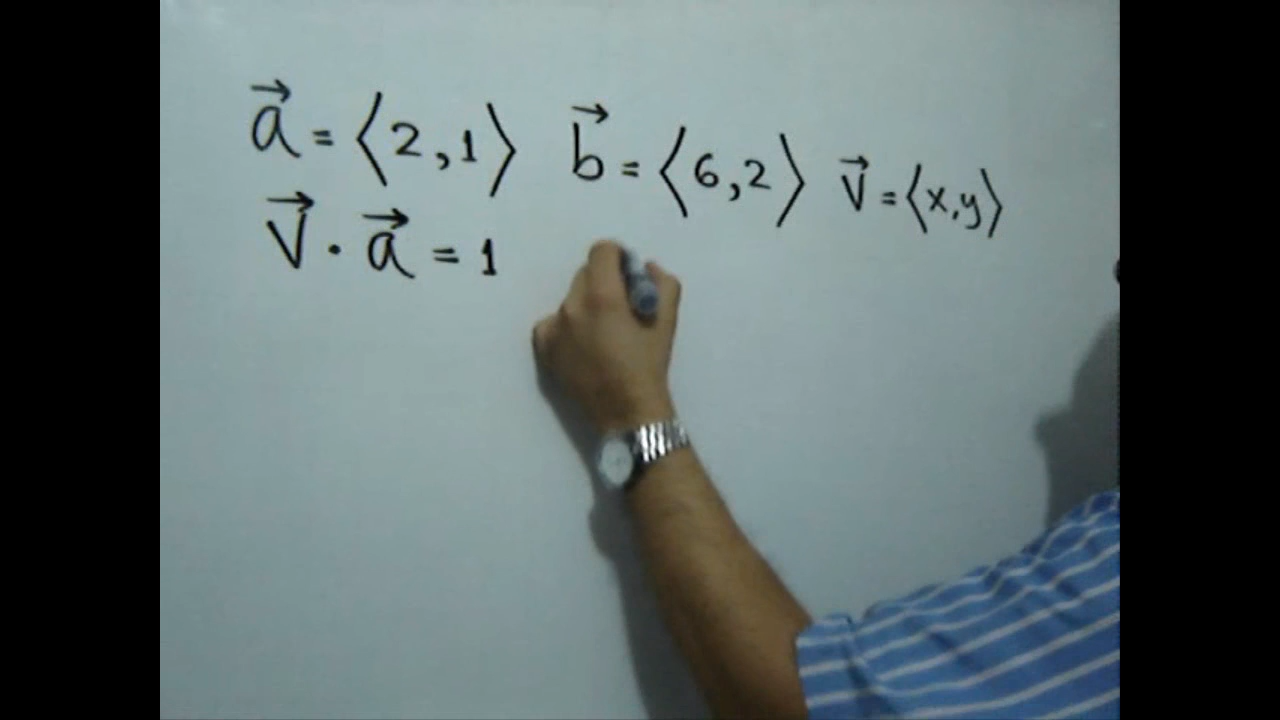 a⃗ = ⟨2,1⟩ b⃗ = ⟨6,2⟩ v⃗ = ⟨x,y⟩
v⃗ · a⃗ = 1